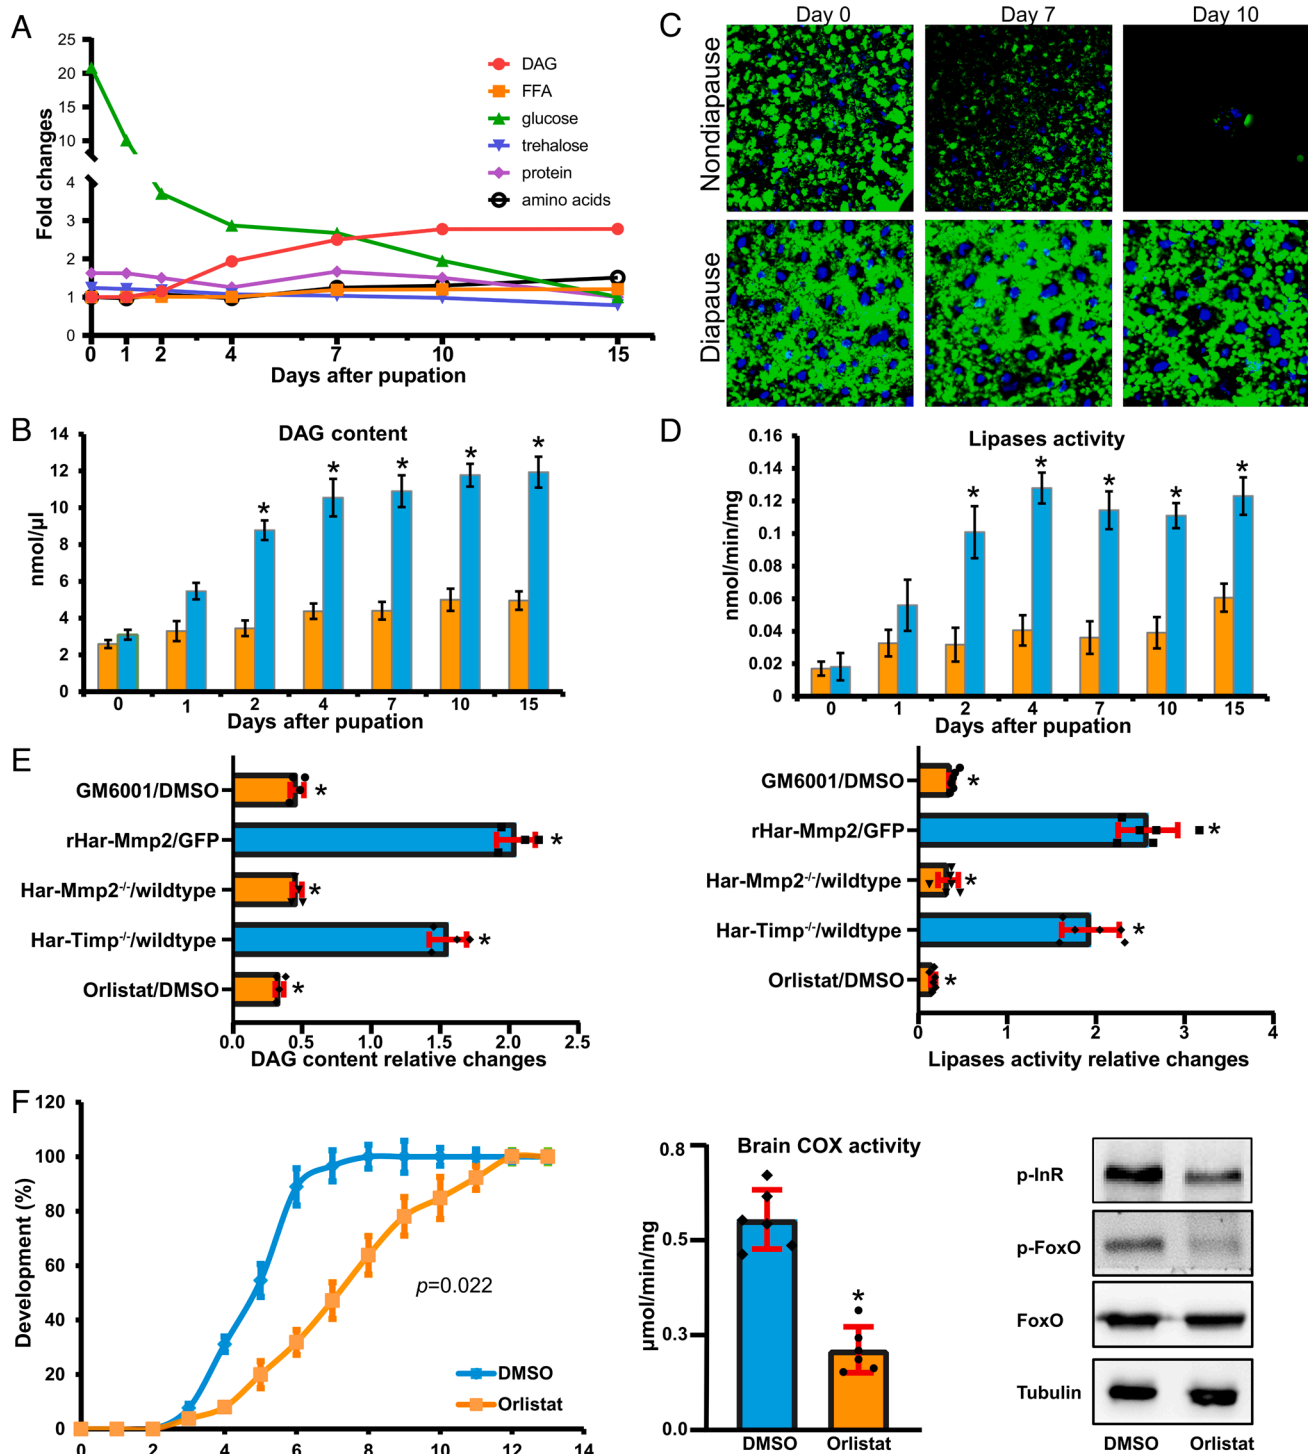 A
25
20
15
10
4
3
2
1
0
Fold changes
DAG
FFA
glucose
trehalose
protein
amino acids
0 1 2 4 7 10 15
Days after pupation
C
Day 0 Day 7 Day 10
Nondiapause
Diapause
B
DAG content
14
12
10
8
6
4
2
0
nmol/µl
* * * * *
0 1 2 4 7 10 15
Days after pupation
D
Lipases activity
0.16
0.14
0.12
0.1
0.08
0.06
0.04
0.02
0
nmol/min/mg
* * * * *
0 1 2 4 7 10 15
Days after pupation
E
GM6001/DMSO *
rHar-Mmp2/GFP *
Har-Mmp2-/-/wildtype *
Har-Timp-/-/wildtype *
Orlistat/DMSO *
0.0 0.5 1.0 1.5 2.0 2.5
DAG content relative changes
GM6001/DMSO *
rHar-Mmp2/GFP *
Har-Mmp2-/-/wildtype *
Har-Timp-/-/wildtype *
Orlistat/DMSO *
0 1 2 3 4
Lipases activity relative changes
F
120
100
80
60
40
20
0
Development (%)
p=0.022
DMSO
Orlistat
0 2 4 6 8 10 12 14
Brain COX activity
0.8
0.5
0.3
0.0
µmol/min/mg
*
DMSO Orlistat
p-InR
p-FoxO
FoxO
Tubulin
DMSO Orlistat